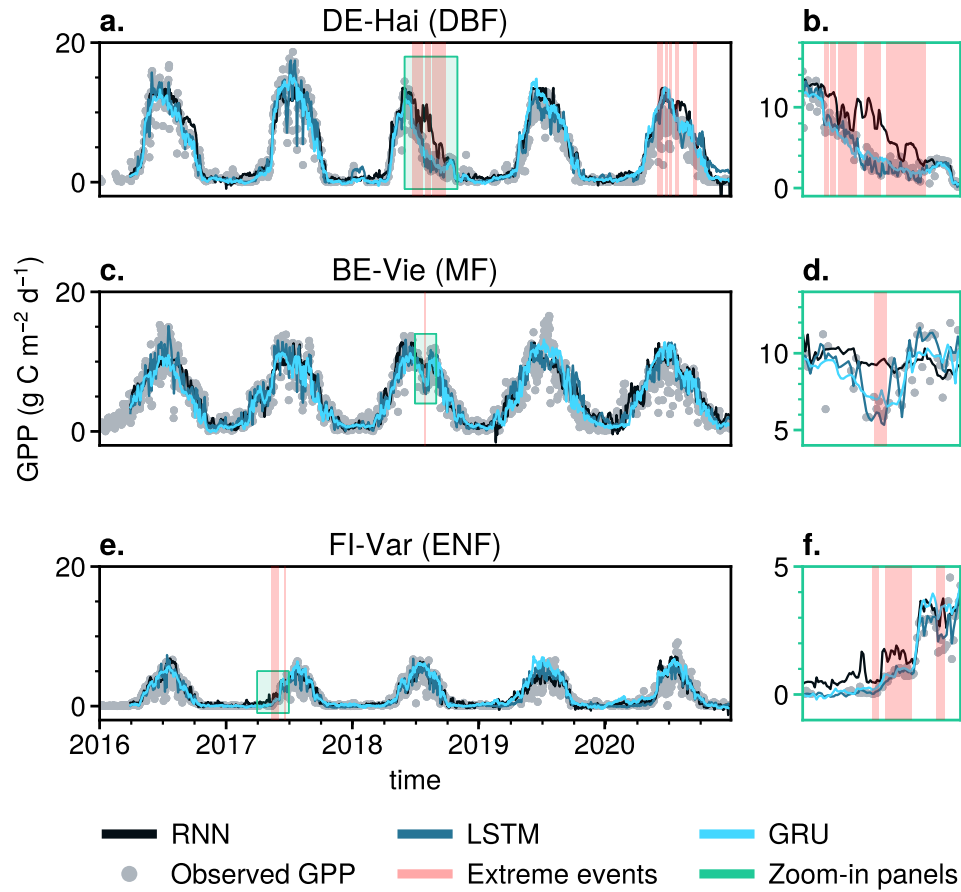 a. DE-Hai (DBF) b.
20
10
0
0
c. BE-Vie (MF) d.
20
10
5
0
GPP (g C m⁻² d⁻¹)
e. FI-Var (ENF) f.
20
5
0
0
2016 2017 2018 2019 2020
time
RNN LSTM GRU
Observed GPP Extreme events Zoom-in panels